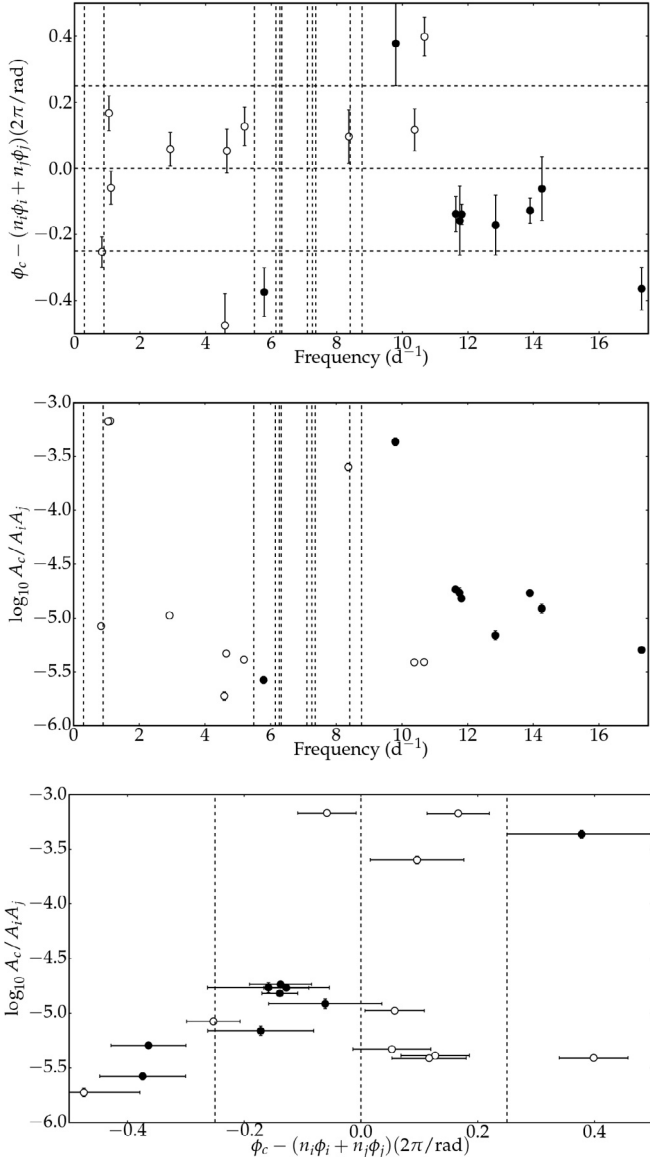 0.4
0.2
0.0
−0.2
−0.4
ϕc − (niϕi + njϕj)(2π/rad)
0 2 4 6 8 10 12 14 16
Frequency (d−1)
−3.0
−3.5
−4.0
−4.5
−5.0
−5.5
−6.0
log10 Ac/AiAj
0 2 4 6 8 10 12 14 16
Frequency (d−1)
−3.0
−3.5
−4.0
−4.5
−5.0
−5.5
−6.0
log10 Ac/AiAj
−0.4 −0.2 0.0 0.2 0.4
ϕc − (niϕi + njϕj)(2π/rad)